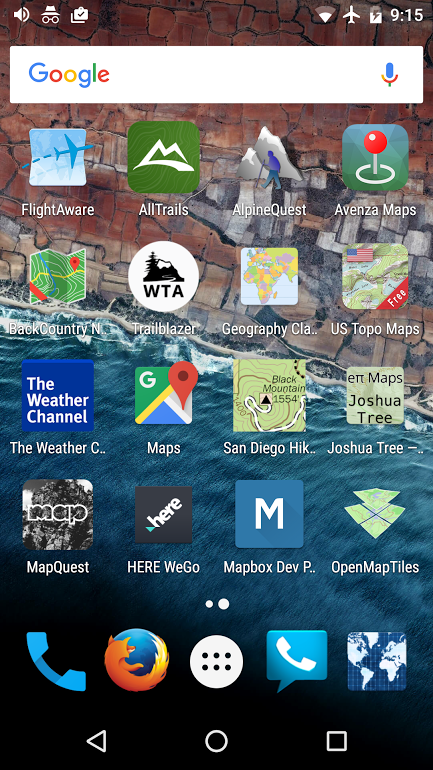 9:15
Google
FlightAware
AllTrails
AlpineQuest
Avenza Maps
WTA
Free
BackCountry N
Trailblazer
Geography Cla..
US Topo Maps
The
Weather
Channel
G
Black
Mountain
1554'
eπ Maps
Joshua
Tree
The Weather C..
Maps
San Diego Hik..
Joshua Tree —..
map
here
M
MapQuest
HERE WeGo
Mapbox Dev P..
OpenMapTiles